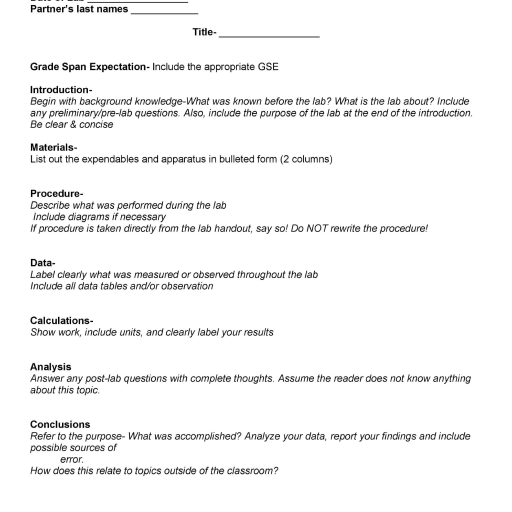 Partner's last names ____________
Title- __________________
Grade Span Expectation- Include the appropriate GSE
Introduction-
Begin with background knowledge-What was known before the lab? What is the lab about? Include
any preliminary/pre-lab questions. Also, include the purpose of the lab at the end of the introduction.
Be clear & concise
Materials-
List out the expendables and apparatus in bulleted form (2 columns)
Procedure-
Describe what was performed during the lab
Include diagrams if necessary
If procedure is taken directly from the lab handout, say so! Do NOT rewrite the procedure!
Data-
Label clearly what was measured or observed throughout the lab
Include all data tables and/or observation
Calculations-
Show work, include units, and clearly label your results
Analysis
Answer any post-lab questions with complete thoughts. Assume the reader does not know anything
about this topic.
Conclusions
Refer to the purpose- What was accomplished? Analyze your data, report your findings and include
possible sources of
error.
How does this relate to topics outside of the classroom?